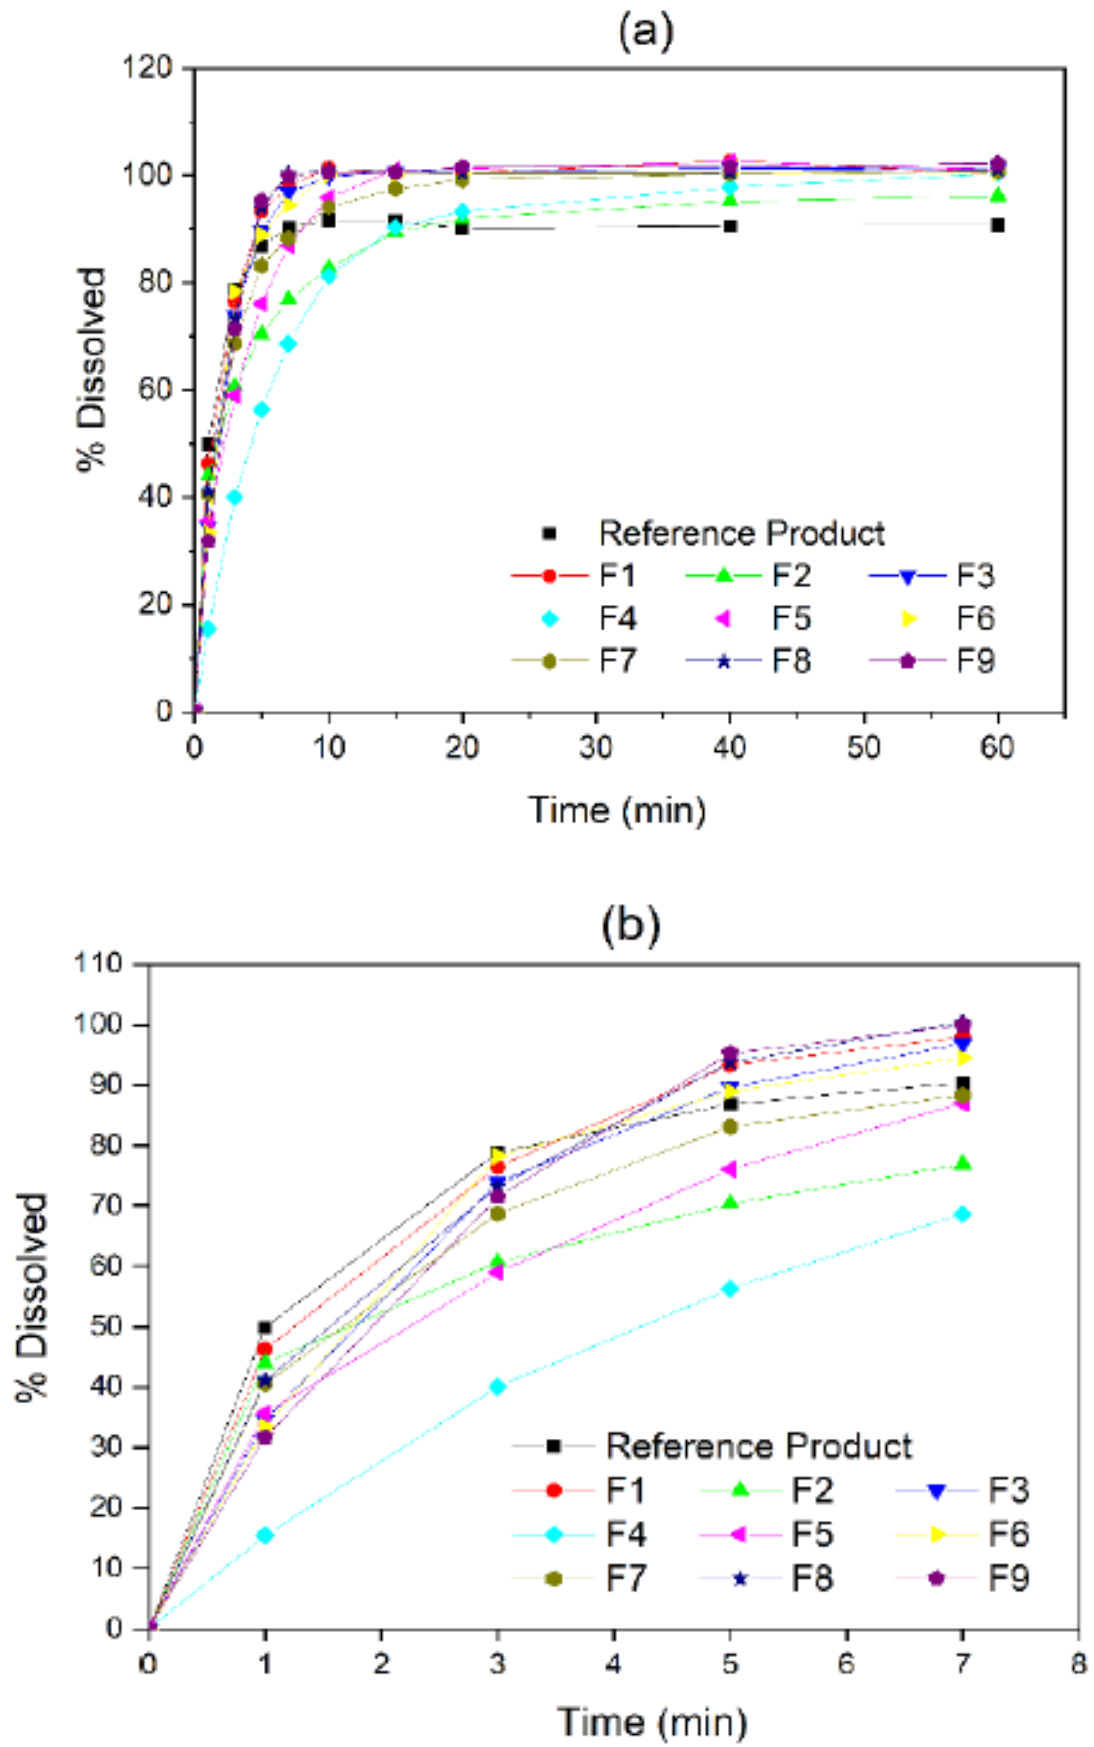 (a)
120
100
80
60
40
20
0
% Dissolved
Reference Product
F1 F2 F3
F4 F5 F6
F7 F8 F9
0 10 20 30 40 50 60
Time (min)
(b)
110
100
90
80
70
60
50
40
30
20
10
0
% Dissolved
Reference Product
F1 F2 F3
F4 F5 F6
F7 F8 F9
0 1 2 3 4 5 6 7 8
Time (min)